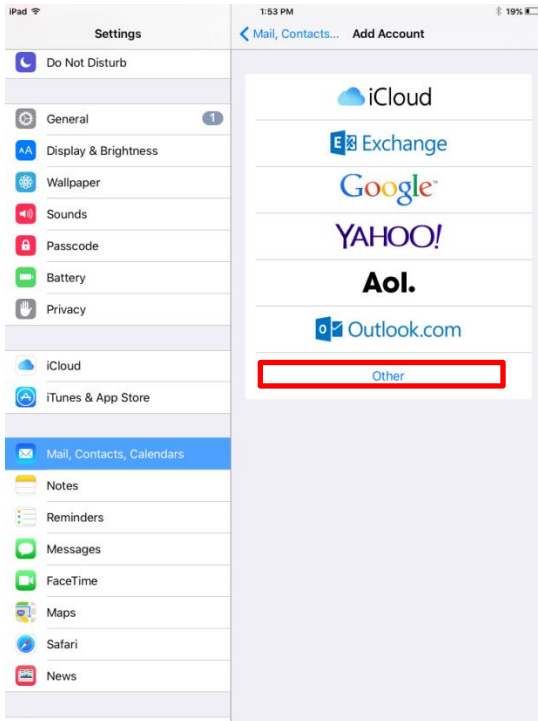 iPad 1:53 PM 19%
Settings
Mail, Contacts... Add Account
Do Not Disturb
General 1
Display & Brightness
Wallpaper
Sounds
Passcode
Battery
Privacy
iCloud
iTunes & App Store
Mail, Contacts, Calendars
Notes
Reminders
Messages
FaceTime
Maps
Safari
News
iCloud
E Exchange
Google™
YAHOO!
Aol.
o Outlook.com
Other